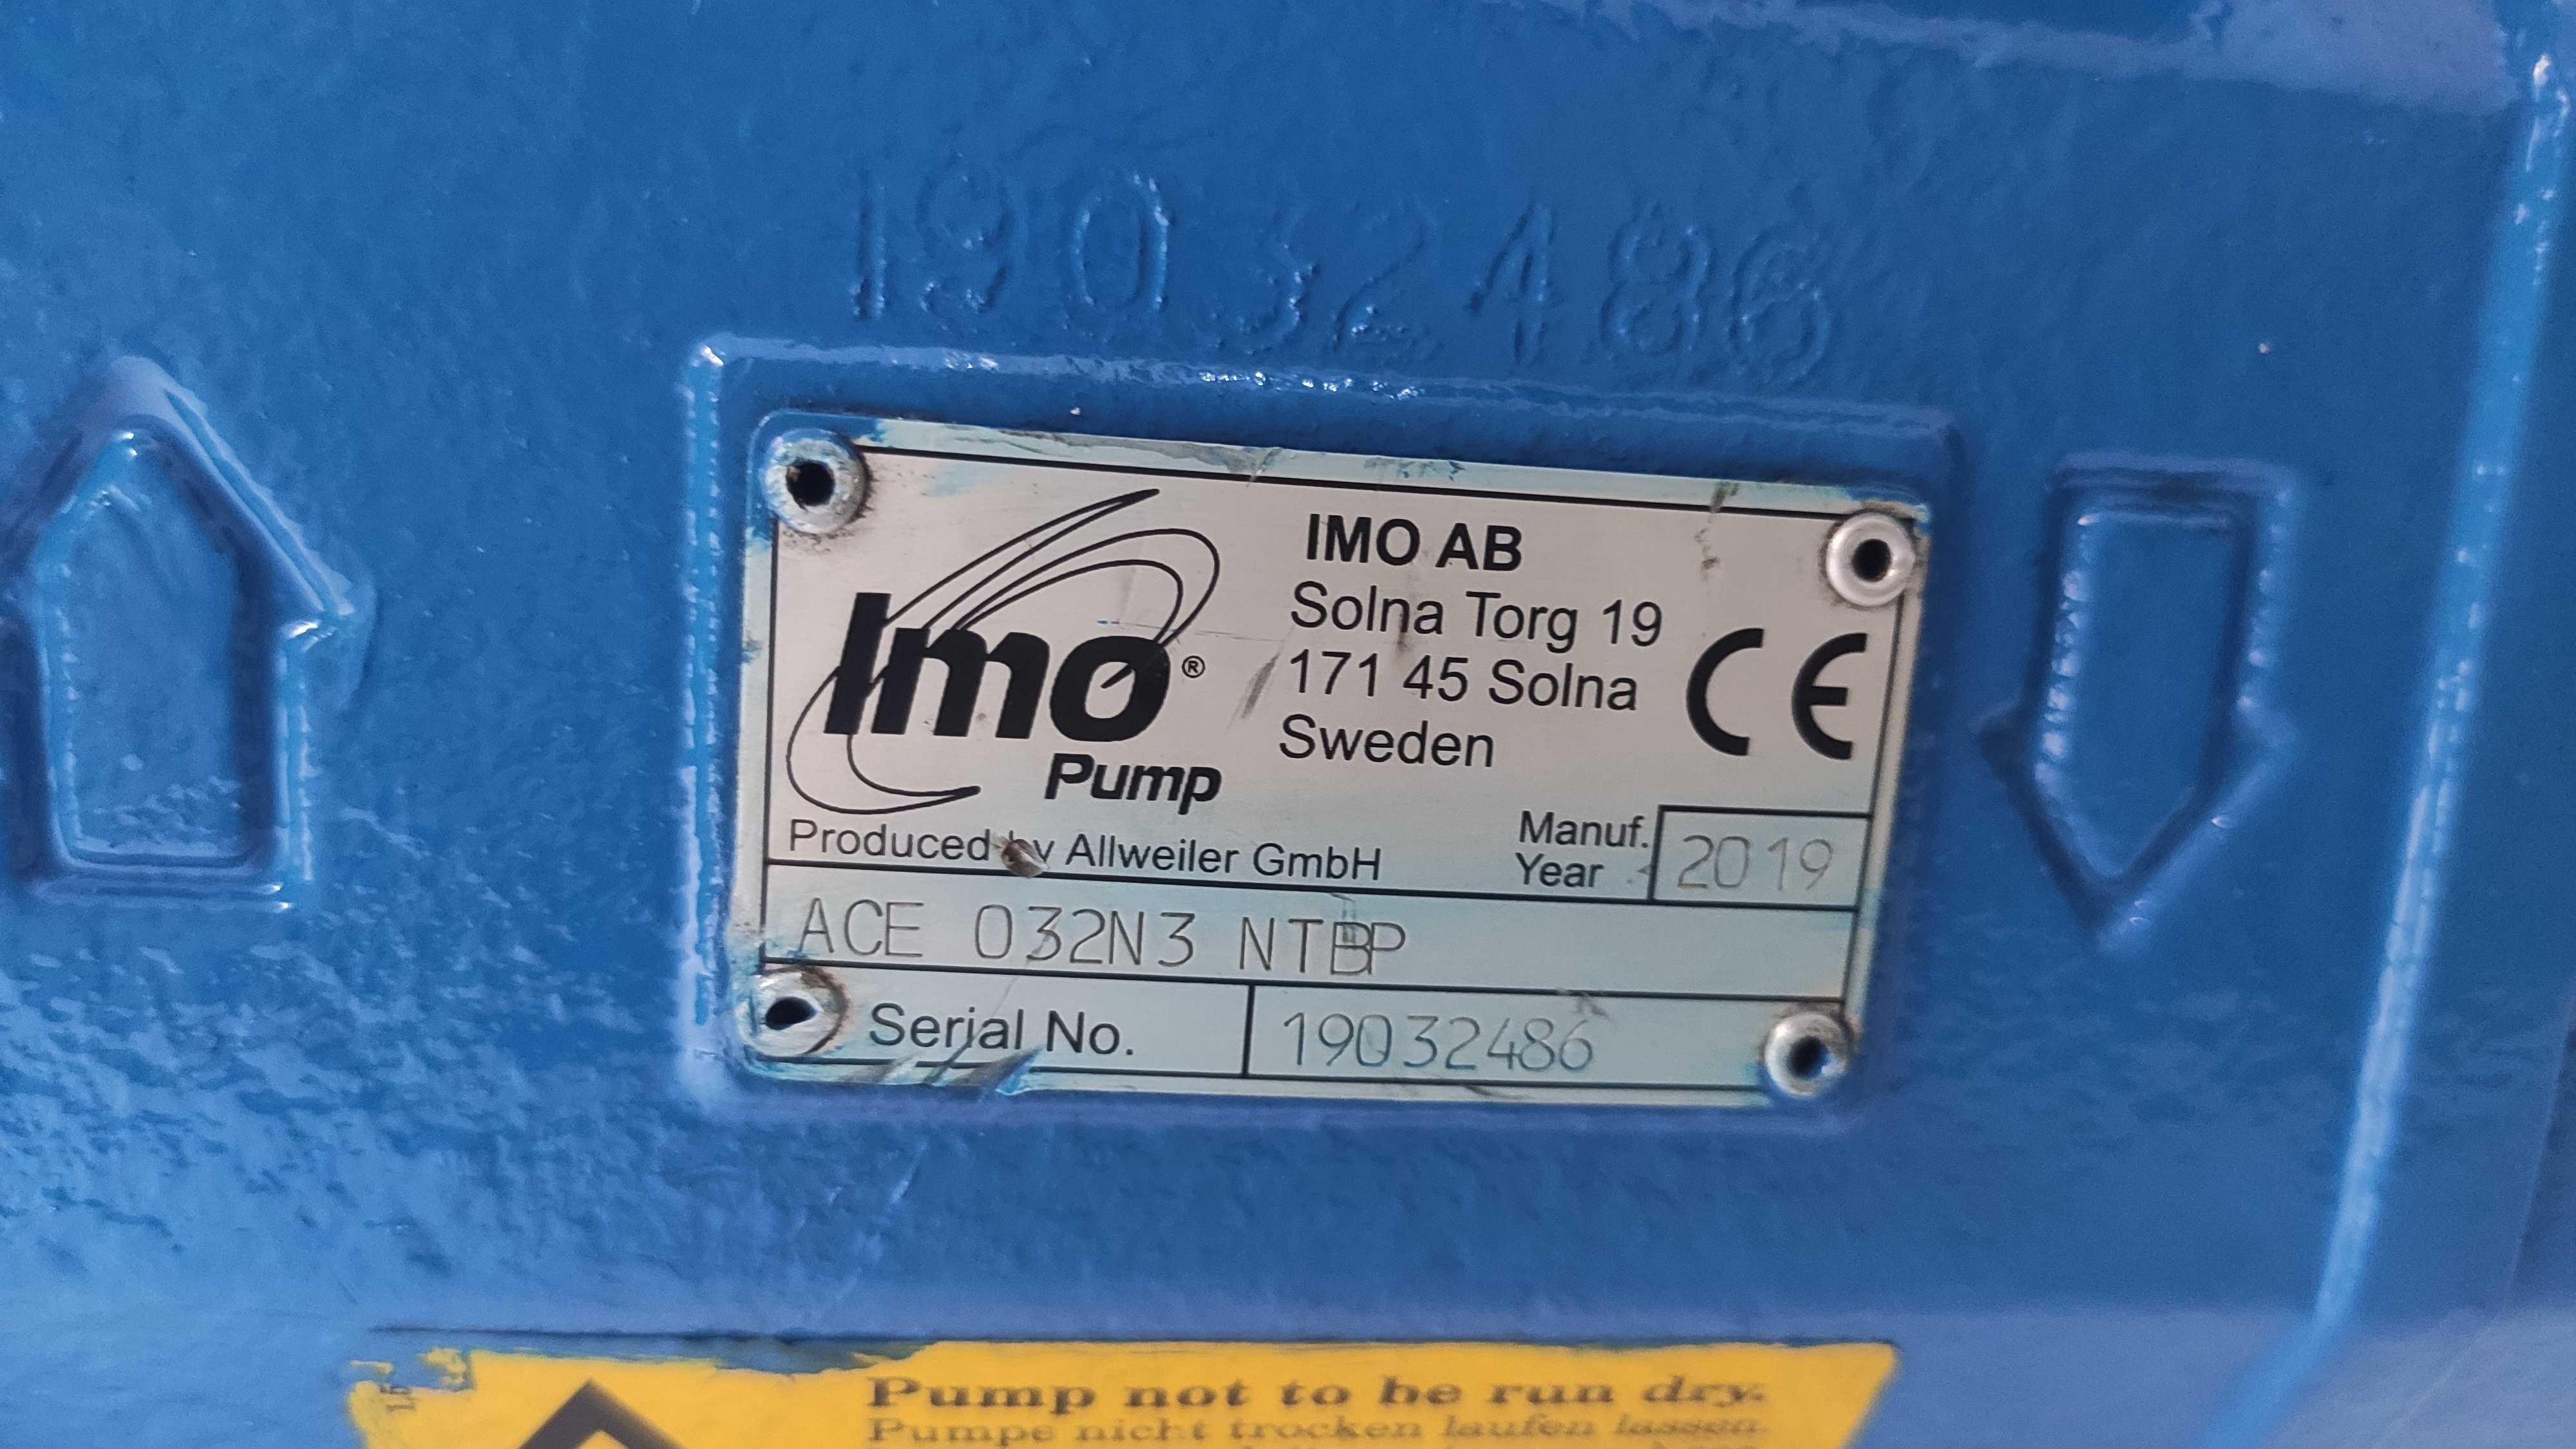 19032486
IMO AB
Solna Torg 19
171 45 Solna
Sweden
CE
Imo®
Pump
Produced by Allweiler GmbH
Manuf.
Year
2019
ACE 032N3 NTBP
Serial No.
19032486
Pump not to be run dry.
Pumpe nicht trocken laufen lassen.